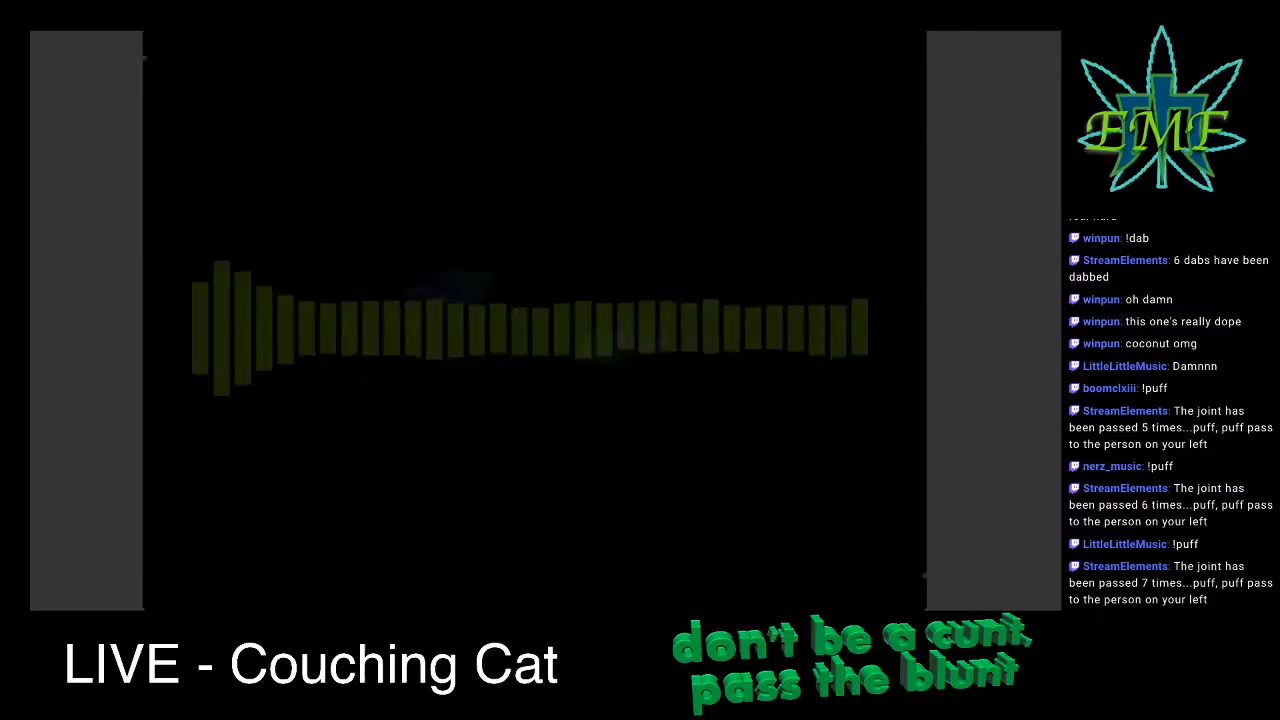 EMF
winpun: !dab
StreamElements: 6 dabs have been
dabbed
winpun: oh damn
winpun: this one's really dope
winpun: coconut omg
LittleLittleMusic: Damnnn
boomclxiii: !puff
StreamElements: The joint has
been passed 5 times...puff, puff pass
to the person on your left
nerz_music: !puff
StreamElements: The joint has
been passed 6 times...puff, puff pass
to the person on your left
LittleLittleMusic: !puff
StreamElements: The joint has
been passed 7 times...puff, puff pass
to the person on your left
LIVE - Couching Cat
don't be a cunt,
pass the blunt